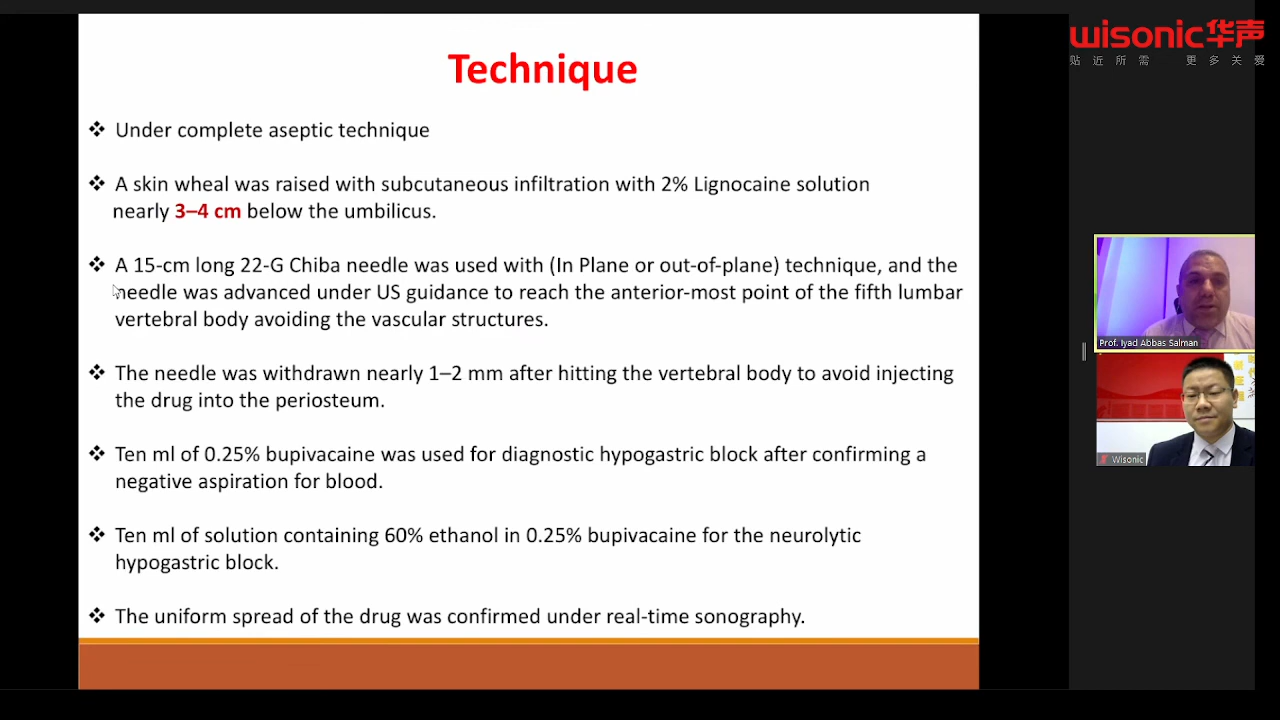 wisonic华声
贴近所需 更多关爱
Technique
❖ Under complete aseptic technique
❖ A skin wheal was raised with subcutaneous infiltration with 2% Lignocaine solution
nearly 3–4 cm below the umbilicus.
❖ A 15-cm long 22-G Chiba needle was used with (In Plane or out-of-plane) technique, and the
needle was advanced under US guidance to reach the anterior-most point of the fifth lumbar
vertebral body avoiding the vascular structures.
❖ The needle was withdrawn nearly 1–2 mm after hitting the vertebral body to avoid injecting
the drug into the periosteum.
❖ Ten ml of 0.25% bupivacaine was used for diagnostic hypogastric block after confirming a
negative aspiration for blood.
❖ Ten ml of solution containing 60% ethanol in 0.25% bupivacaine for the neurolytic
hypogastric block.
❖ The uniform spread of the drug was confirmed under real-time sonography.
Prof. Iyad Abbas Salman
Wisonic